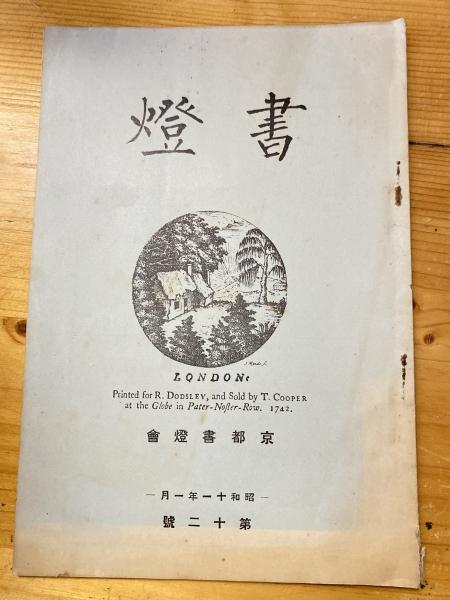 書燈
LONDON:
Printed for R. DODSLEY, and Sold by T. COOPER
at the Globe in Pater-Noſter-Row. 1742.
京都書燈會
—昭和十一年一月—
第十二號